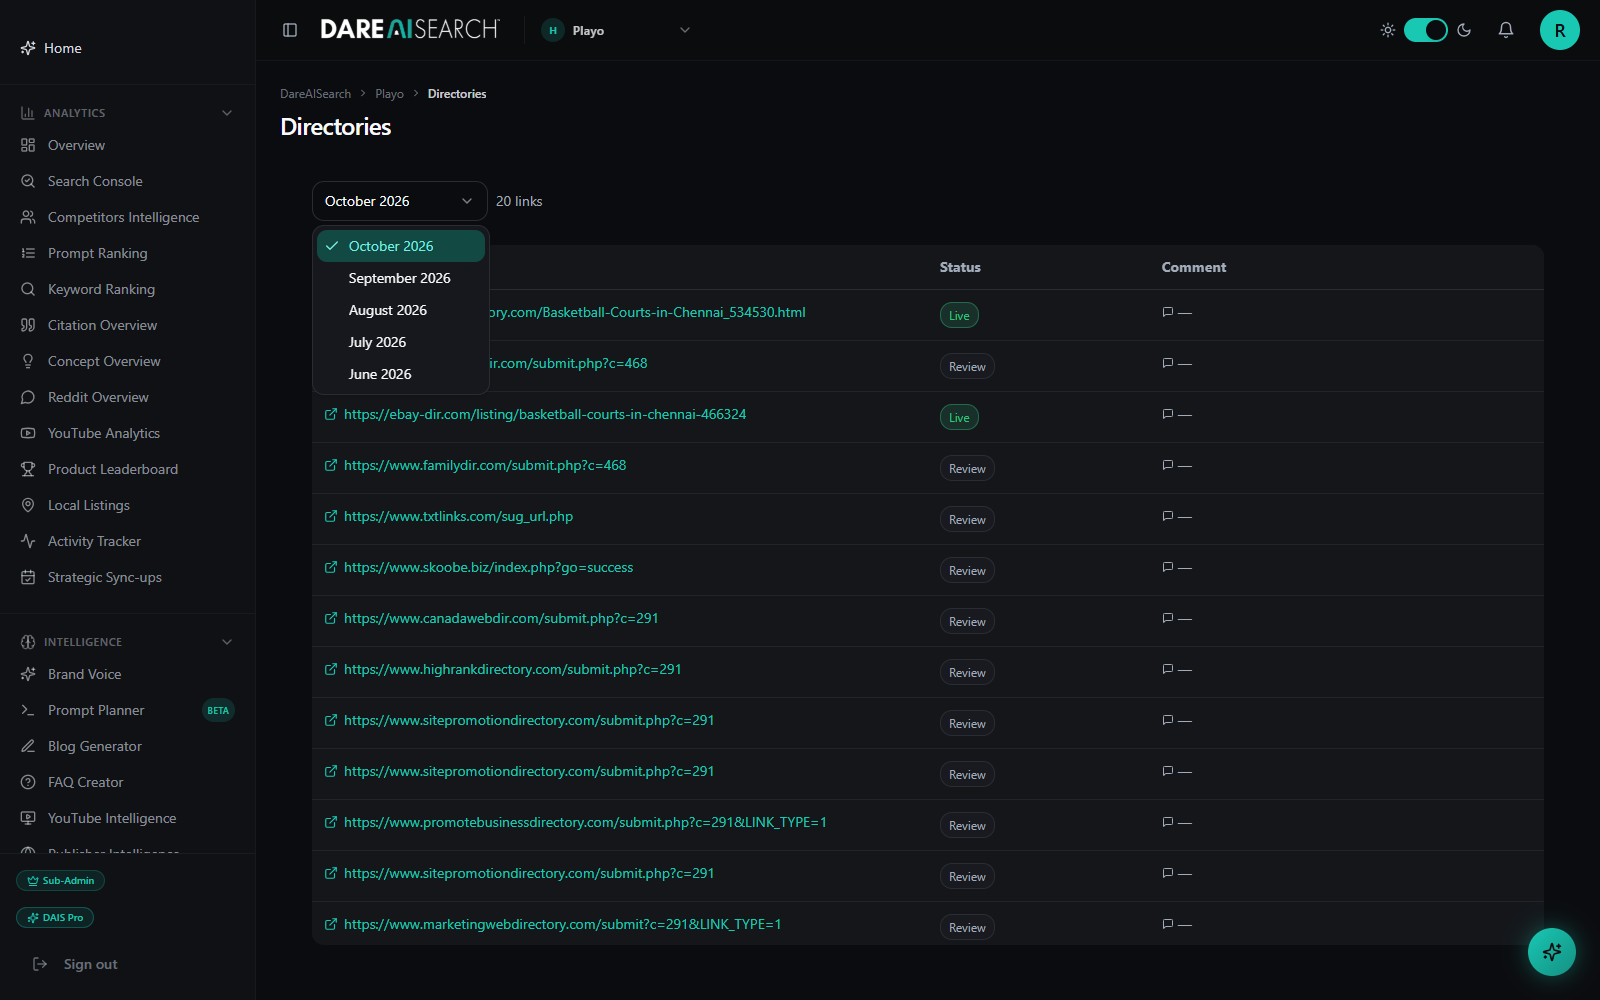 Home
DAREAISEARCH
H Playo
R
ANALYTICS
Overview
Search Console
Competitors Intelligence
Prompt Ranking
Keyword Ranking
Citation Overview
Concept Overview
Reddit Overview
YouTube Analytics
Product Leaderboard
Local Listings
Activity Tracker
Strategic Sync-ups
INTELLIGENCE
Brand Voice
Prompt Planner BETA
Blog Generator
FAQ Creator
YouTube Intelligence
Sub-Admin
DAIS Pro
Sign out
DareAISearch > Playo > Directories
Directories
October 2026 20 links
October 2026
September 2026
August 2026
July 2026
June 2026
Status Comment
ory.com/Basketball-Courts-in-Chennai_534530.html Live —
ir.com/submit.php?c=468 Review —
https://ebay-dir.com/listing/basketball-courts-in-chennai-466324 Live —
https://www.familydir.com/submit.php?c=468 Review —
https://www.txtlinks.com/sug_url.php Review —
https://www.skoobe.biz/index.php?go=success Review —
https://www.canadawebdir.com/submit.php?c=291 Review —
https://www.highrankdirectory.com/submit.php?c=291 Review —
https://www.sitepromotiondirectory.com/submit.php?c=291 Review —
https://www.sitepromotiondirectory.com/submit.php?c=291 Review —
https://www.promotebusinessdirectory.com/submit.php?c=291&LINK_TYPE=1 Review —
https://www.sitepromotiondirectory.com/submit.php?c=291 Review —
https://www.marketingwebdirectory.com/submit?c=291&LINK_TYPE=1 Review —